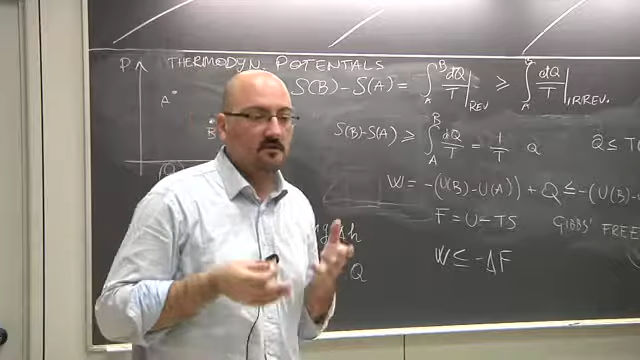 THERMODYN. POTENTIALS
P
A
B
S(B)-S(A) = ∫_A^B dQ/T |_REV ≥ ∫_A^B dQ/T |_IRREV.
S(B)-S(A) ≥ ∫_A^B dQ/T = 1/T Q
Q ≤ T
W = -(U(B)-U(A)) + Q ≤ -(U(B)-U
F = U-TS
GIBBS' FREE
W ≤ -ΔF
Q